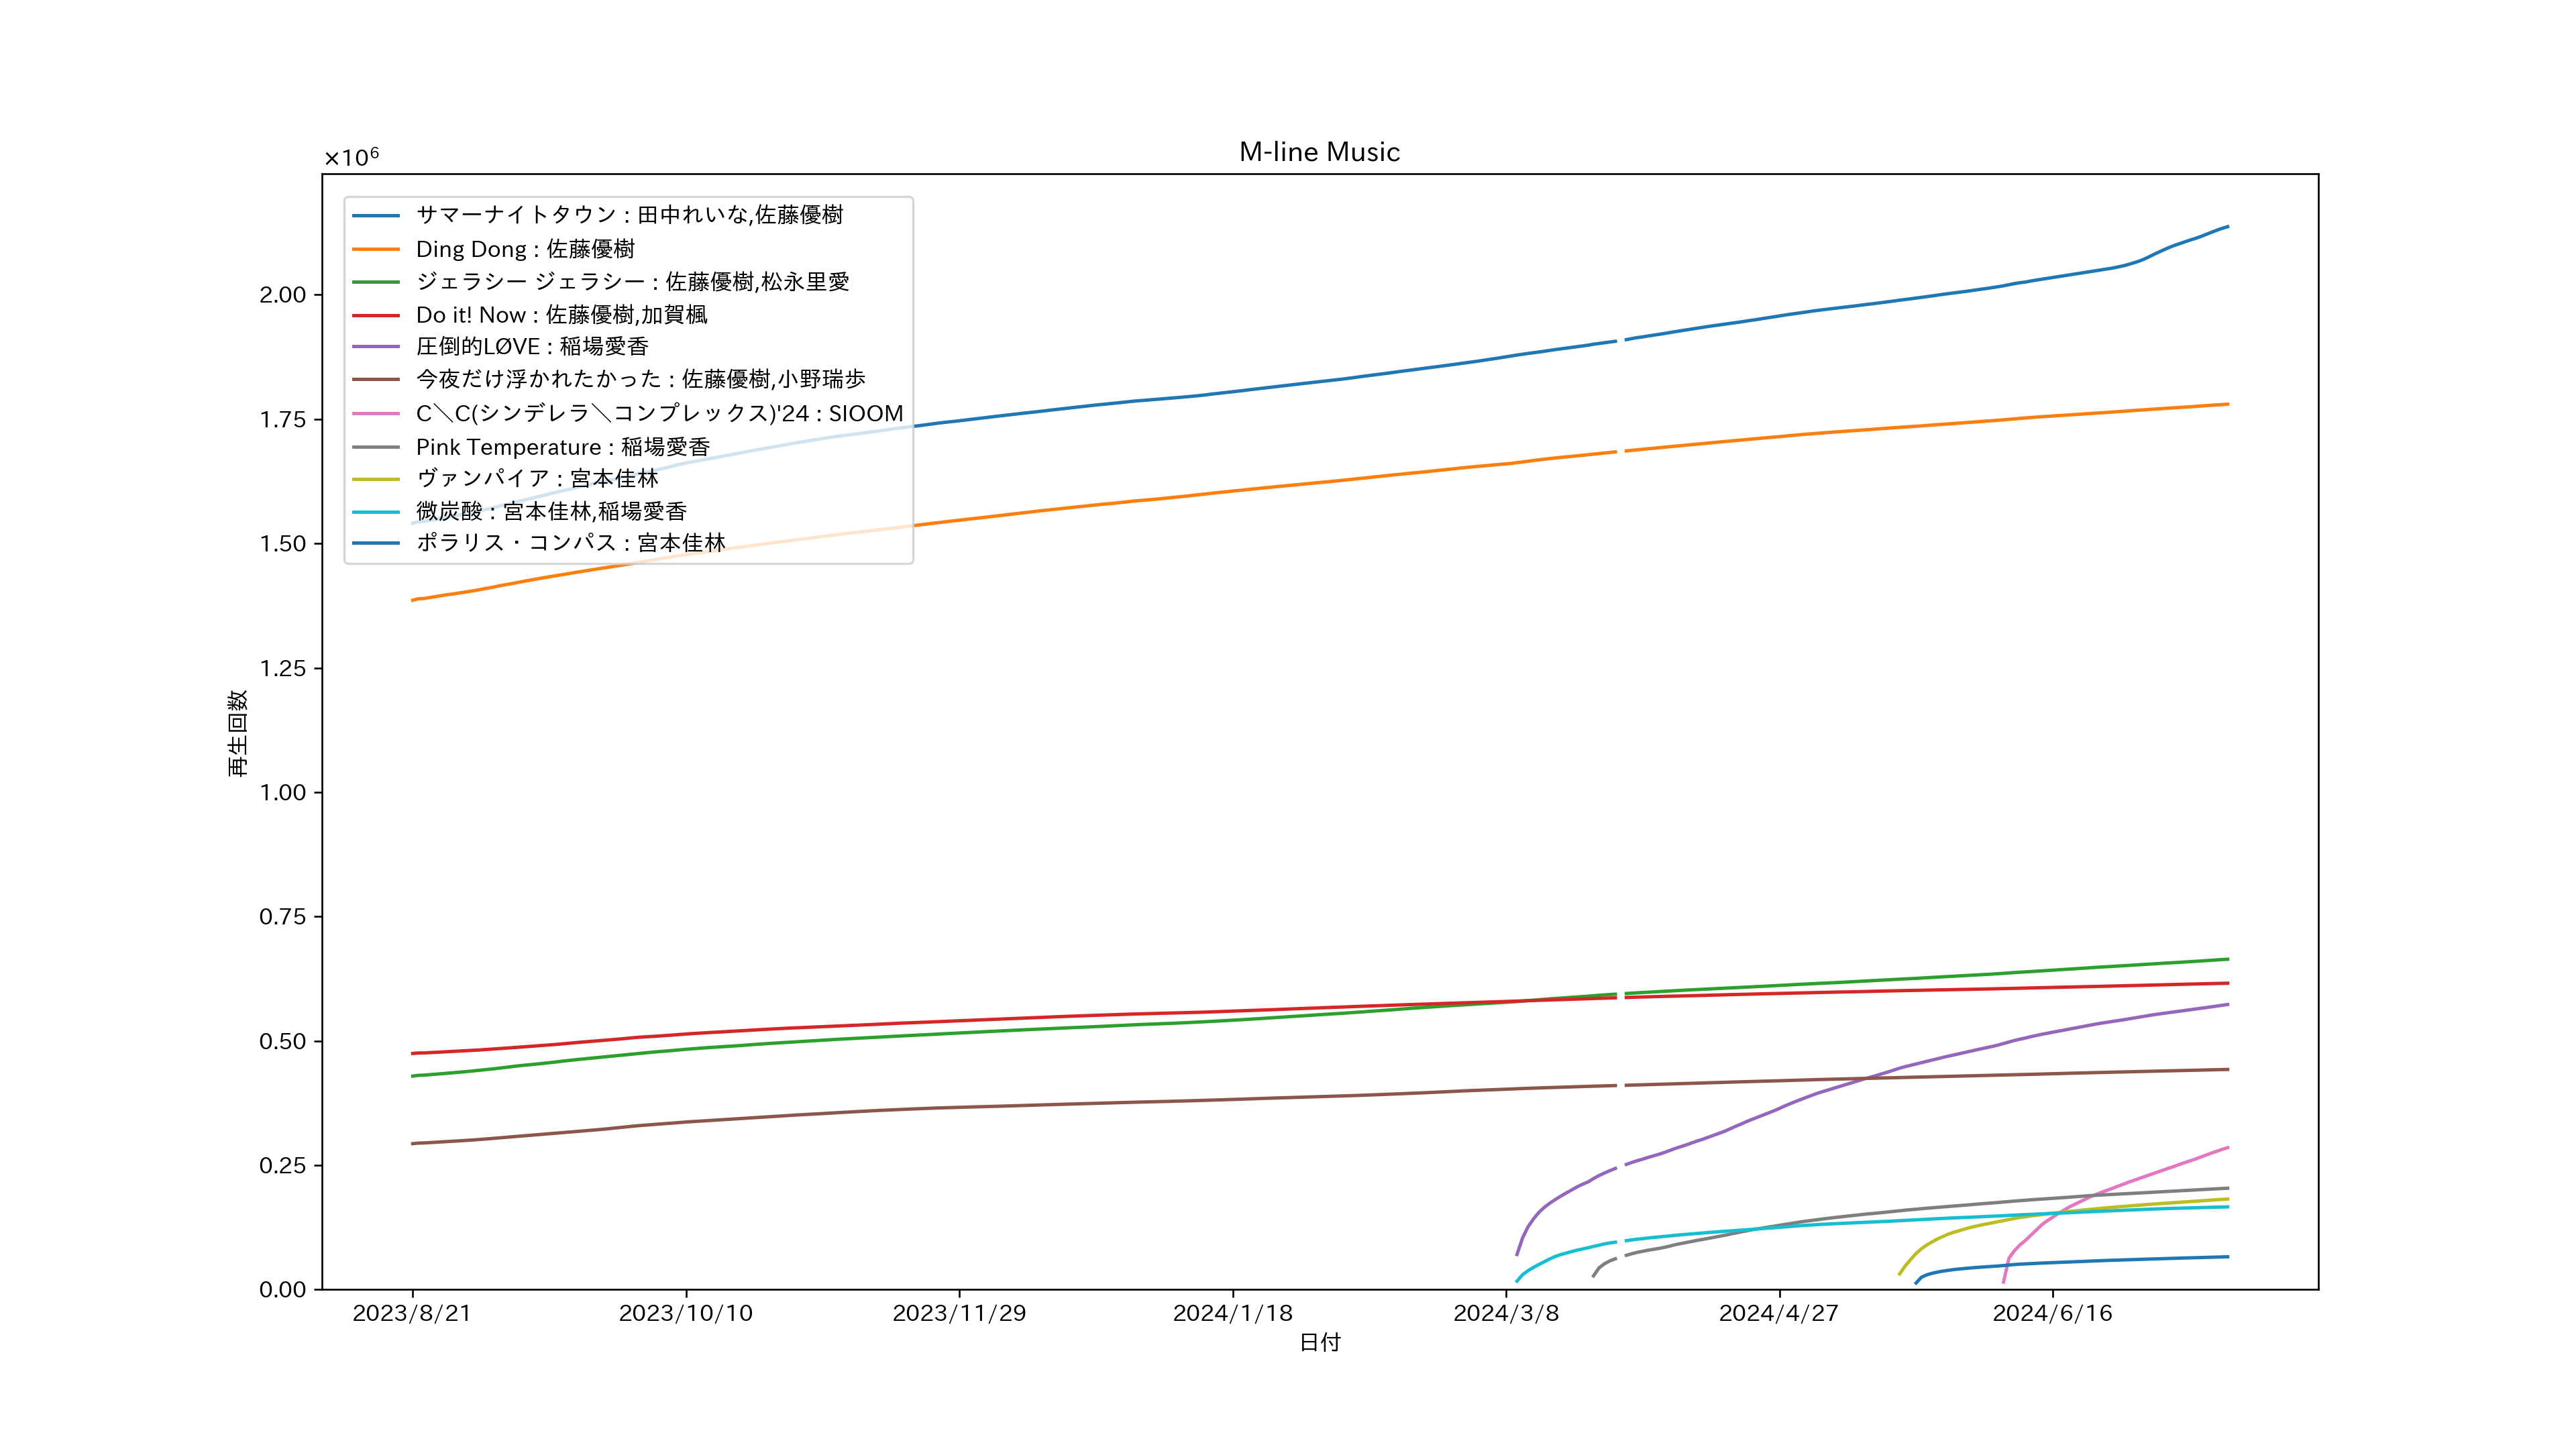 M-line Music
×10⁶
サマーナイトタウン : 田中れいな,佐藤優樹
Ding Dong : 佐藤優樹
ジェラシー ジェラシー : 佐藤優樹,松永里愛
Do it! Now : 佐藤優樹,加賀楓
圧倒的LØVE : 稲場愛香
今夜だけ浮かれたかった : 佐藤優樹,小野瑞歩
C＼C(シンデレラ＼コンプレックス)'24 : SIOOM
Pink Temperature : 稲場愛香
ヴァンパイア : 宮本佳林
微炭酸 : 宮本佳林,稲場愛香
ポラリス・コンパス : 宮本佳林
2.00
1.75
1.50
1.25
1.00
0.75
0.50
0.25
0.00
再生回数
2023/8/21 2023/10/10 2023/11/29 2024/1/18 2024/3/8 2024/4/27 2024/6/16
日付